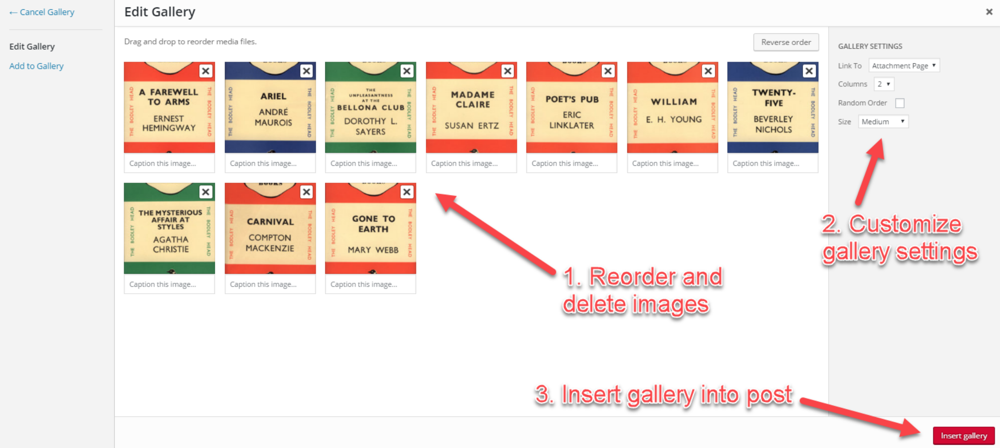 ← Cancel Gallery
Edit Gallery
Add to Gallery
Edit Gallery
×
Drag and drop to reorder media files.
Reverse order
THE BODLEY HEAD
A FAREWELL
TO ARMS
ERNEST
HEMINGWAY
THE BODLEY HEAD
Caption this image...
THE BODLEY HEAD
ARIEL
ANDRÉ
MAUROIS
THE BODLEY HEAD
Caption this image...
THE BODLEY HEAD
THE
UNPLEASANTNESS
AT THE
BELLONA CLUB
DOROTHY L.
SAYERS
THE BODLEY HEAD
Caption this image...
THE BODLEY HEAD
MADAME
CLAIRE
SUSAN ERTZ
THE BODLEY HEAD
Caption this image...
BOOKS
THE BODLEY HEAD
POET'S PUB
ERIC
LINKLATER
THE BODLEY HEAD
Caption this image...
THE BODLEY HEAD
WILLIAM
E. H. YOUNG
THE BODLEY HEAD
Caption this image...
THE BODLEY HEAD
TWENTY-
FIVE
BEVERLEY
NICHOLS
THE BODLEY HEAD
Caption this image...
THE BODLEY HEAD
THE MYSTERIOUS
AFFAIR AT
STYLES
AGATHA
CHRISTIE
THE BODLEY HEAD
Caption this image...
BOOKS
THE BODLEY HEAD
CARNIVAL
COMPTON
MACKENZIE
THE BODLEY HEAD
Caption this image...
THE BODLEY HEAD
GONE TO
EARTH
MARY WEBB
THE BODLEY HEAD
Caption this image...
1. Reorder and
delete images
GALLERY SETTINGS
Link To Attachment Page
Columns 2
Random Order
Size Medium
2. Customize
gallery settings
3. Insert gallery into post
Insert gallery